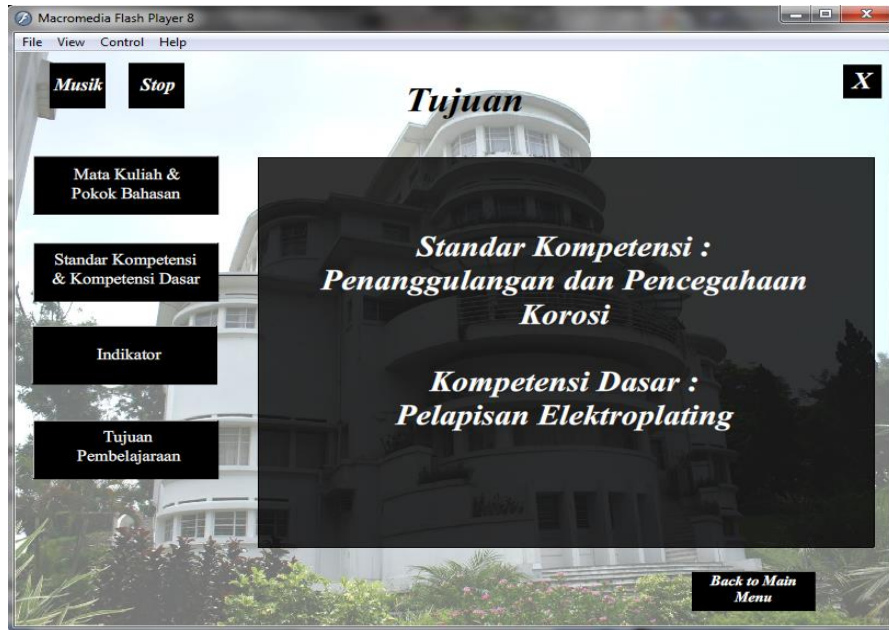 Macromedia Flash Player 8
File View Control Help
Musik
Stop
Tujuan
X
Mata Kuliah &
Pokok Bahasan
Standar Kompetensi
& Kompetensi Dasar
Indikator
Tujuan
Pembelajaraan
Standar Kompetensi :
Penanggulangan dan Pencegahaan
Korosi
Kompetensi Dasar :
Pelapisan Elektroplating
Back to Main
Menu